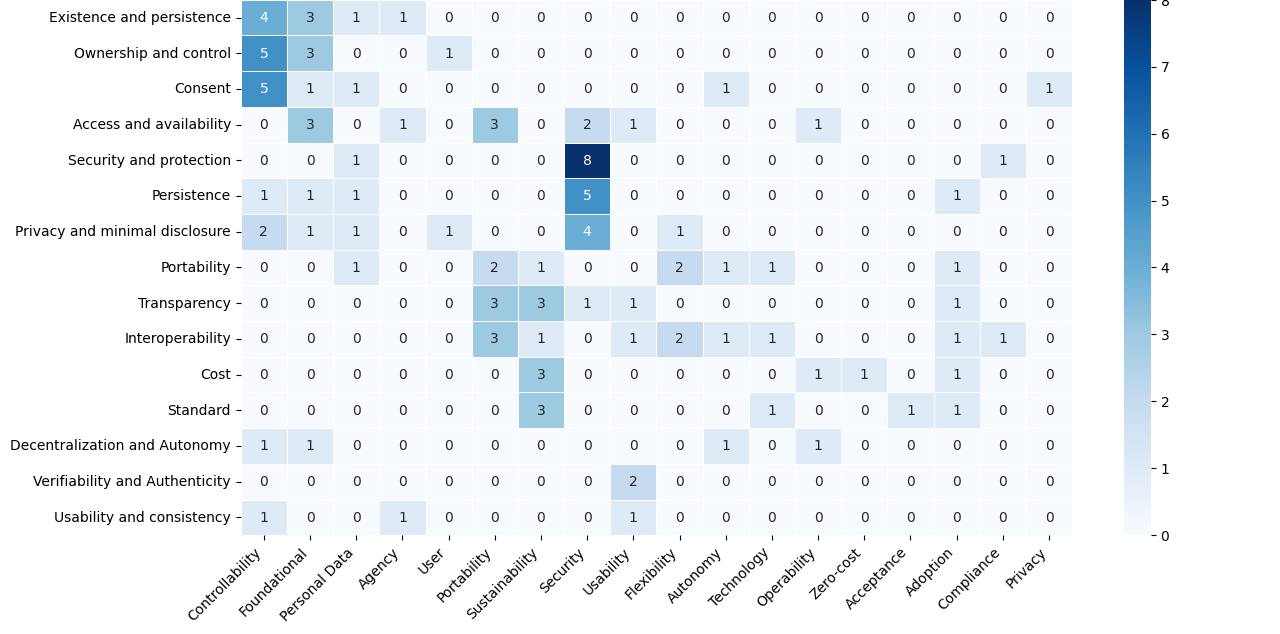 Existence and persistence 4 3 1 1 0 0 0 0 0 0 0 0 0 0 0 0 0 0
Ownership and control 5 3 0 0 1 0 0 0 0 0 0 0 0 0 0 0 0 0
Consent 5 1 1 0 0 0 0 0 0 0 1 0 0 0 0 0 0 1
Access and availability 0 3 0 1 0 3 0 2 1 0 0 0 1 0 0 0 0 0
Security and protection 0 0 1 0 0 0 0 8 0 0 0 0 0 0 0 0 1 0
Persistence 1 1 1 0 0 0 0 5 0 0 0 0 0 0 0 1 0 0
Privacy and minimal disclosure 2 1 1 0 1 0 0 4 0 1 0 0 0 0 0 0 0 0
Portability 0 0 1 0 0 2 1 0 0 2 1 1 0 0 0 1 0 0
Transparency 0 0 0 0 0 3 3 1 1 0 0 0 0 0 0 1 0 0
Interoperability 0 0 0 0 0 3 1 0 1 2 1 1 0 0 0 1 1 0
Cost 0 0 0 0 0 0 3 0 0 0 0 0 1 1 0 1 0 0
Standard 0 0 0 0 0 0 3 0 0 0 0 1 0 0 1 1 0 0
Decentralization and Autonomy 1 1 0 0 0 0 0 0 0 0 1 0 1 0 0 0 0 0
Verifiability and Authenticity 0 0 0 0 0 0 0 0 2 0 0 0 0 0 0 0 0 0
Usability and consistency 1 0 0 1 0 0 0 0 1 0 0 0 0 0 0 0 0 0
Controllability
Foundational
Personal Data
Agency
User
Portability
Sustainability
Security
Usability
Flexibility
Autonomy
Technology
Operability
Zero-cost
Acceptance
Adoption
Compliance
Privacy
8
7
6
5
4
3
2
1
0